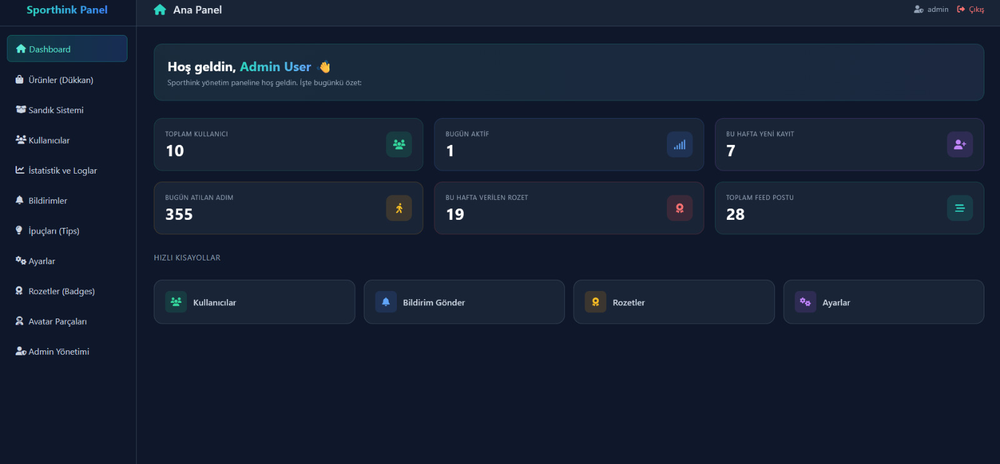 Sporthink Panel
Ana Panel
admin
Çıkış
Dashboard
Ürünler (Dükkan)
Sandık Sistemi
Kullanıcılar
İstatistik ve Loglar
Bildirimler
İpuçları (Tips)
Ayarlar
Rozetler (Badges)
Avatar Parçaları
Admin Yönetimi
Hoş geldin, Admin User 👋
Sporthink yönetim paneline hoş geldin. İşte bugünkü özet:
TOPLAM KULLANICI
10
BUGÜN AKTİF
1
BU HAFTA YENİ KAYIT
7
BUGÜN ATILAN ADIM
355
BU HAFTA VERİLEN ROZET
19
TOPLAM FEED POSTU
28
HIZLI KISAYOLLAR
Kullanıcılar
Bildirim Gönder
Rozetler
Ayarlar